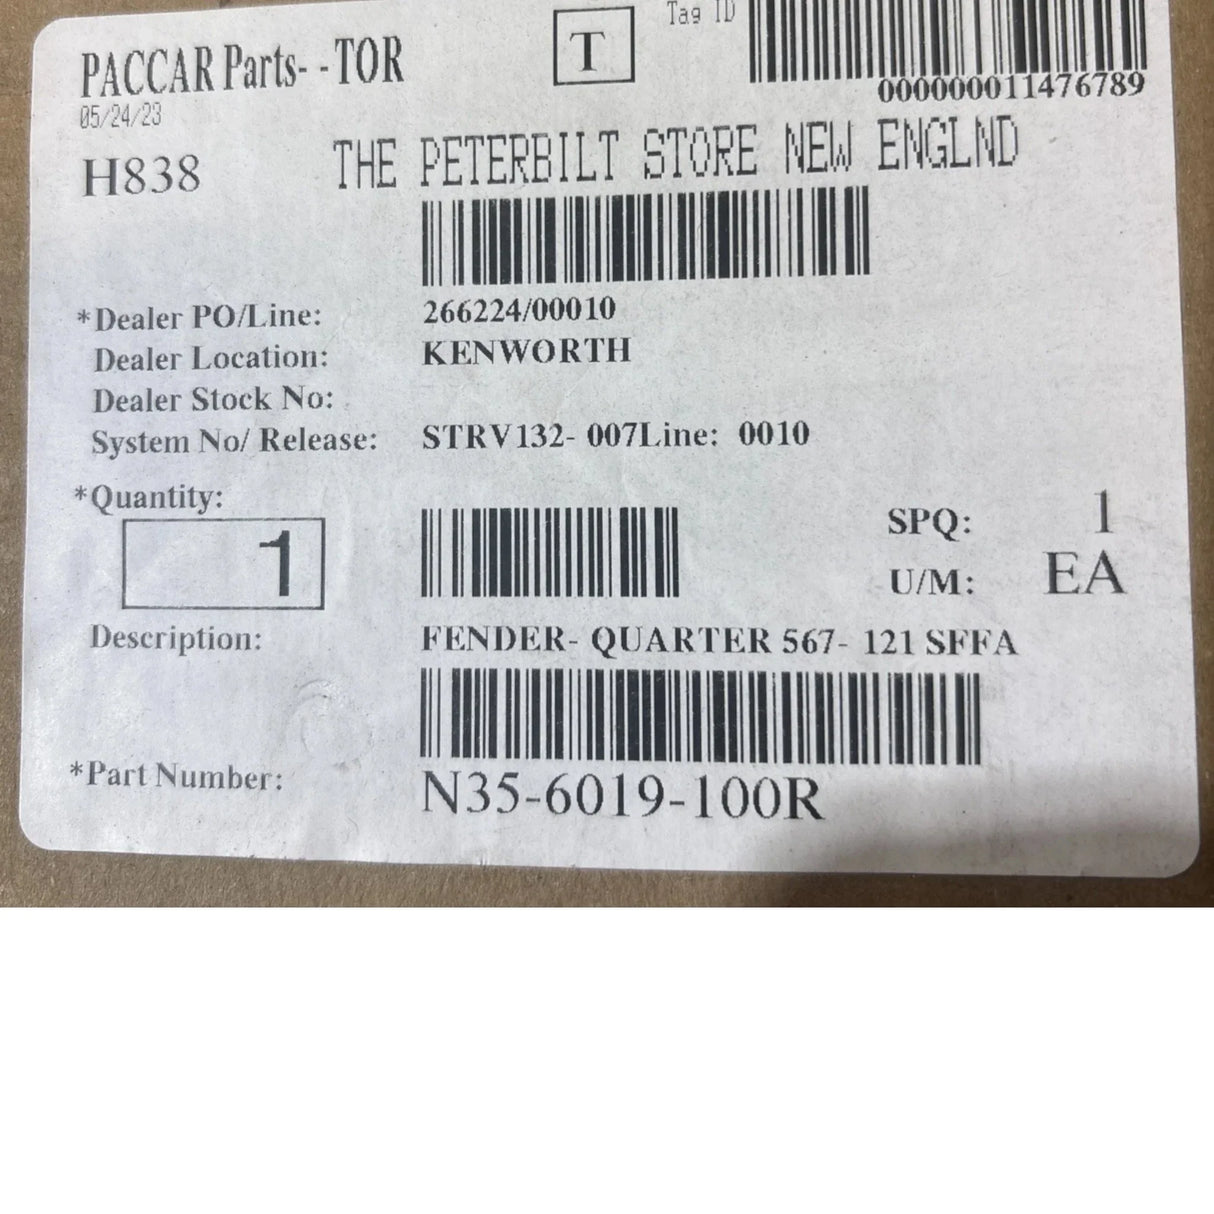 Tag ID
PACCAR Parts- -TOR
T
000000011476789
05/24/23
H838
THE PETERBILT STORE NEW ENGLND
*Dealer PO/Line: 266224/00010
Dealer Location: KENWORTH
Dealer Stock No:
System No/ Release: STRV132- 007Line: 0010
*Quantity:
1
SPQ: 1
U/M: EA
Description: FENDER- QUARTER 567- 121 SFFA
*Part Number: N35-6019-100R